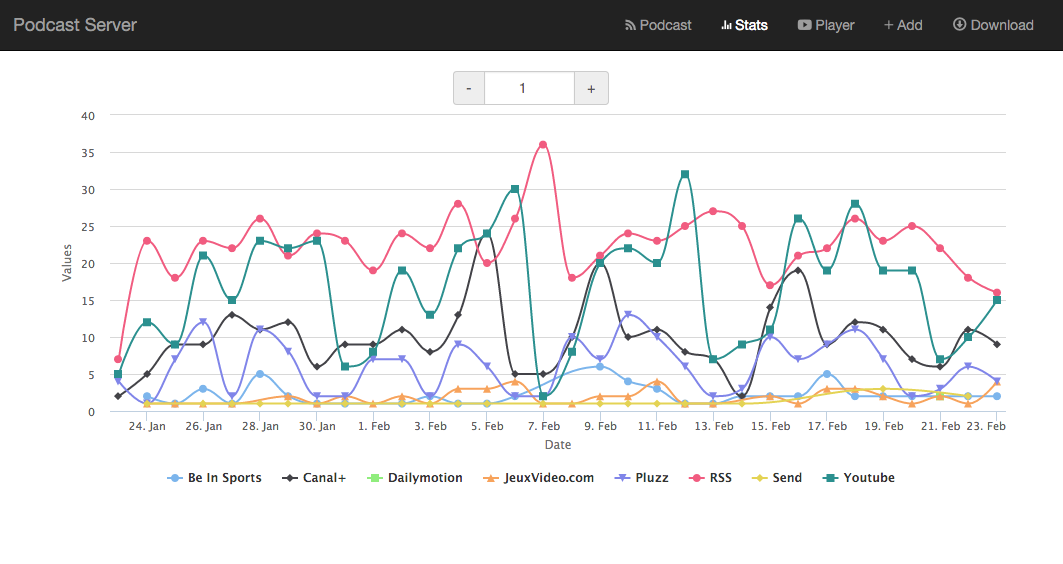 Podcast Server
Podcast
Stats
Player
+ Add
Download
- 1 +
40
35
30
25
20
15
10
5
0
Values
24. Jan 26. Jan 28. Jan 30. Jan 1. Feb 3. Feb 5. Feb 7. Feb 9. Feb 11. Feb 13. Feb 15. Feb 17. Feb 19. Feb 21. Feb 23. Feb
Date
Be In Sports Canal+ Dailymotion JeuxVideo.com Pluzz RSS Send Youtube